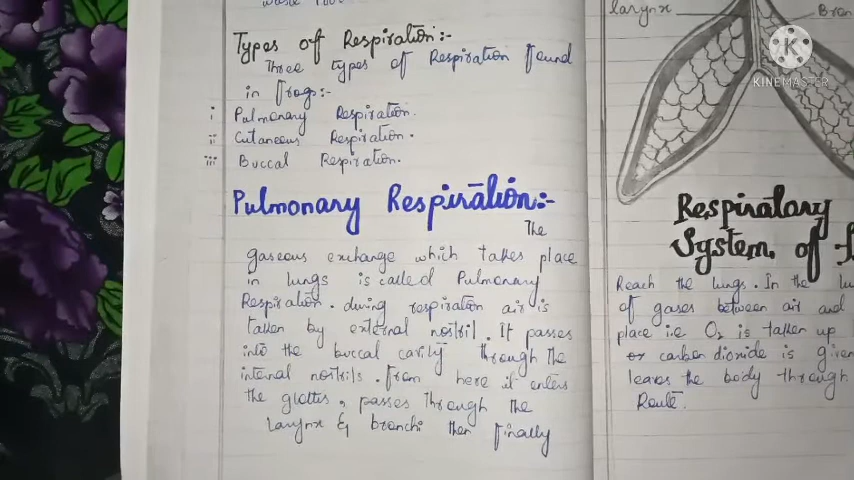 Types of Respiration:-
Three types of Respiration found
in frogs:-
i Pulmonary Respiration.
ii Cutaneous Respiration.
iii Buccal Respiration.
Pulmonary Respiration:-
The
gaseous exchange which takes place
in lungs is called Pulmonary
Respiration. during respiration air is
taken by external nostril. It passes
into the buccal cavity through the
internal nostrils. From here it enters
the glottis, passes through the
Larynx & bronchi then finally
larynx
Bron
KINEMASTER
Respiratory
System of
Reach the lungs. In the lu
of gases between air and
place i.e O₂ is taken up
or carbon dioxide is given
leaves the body through
Route.